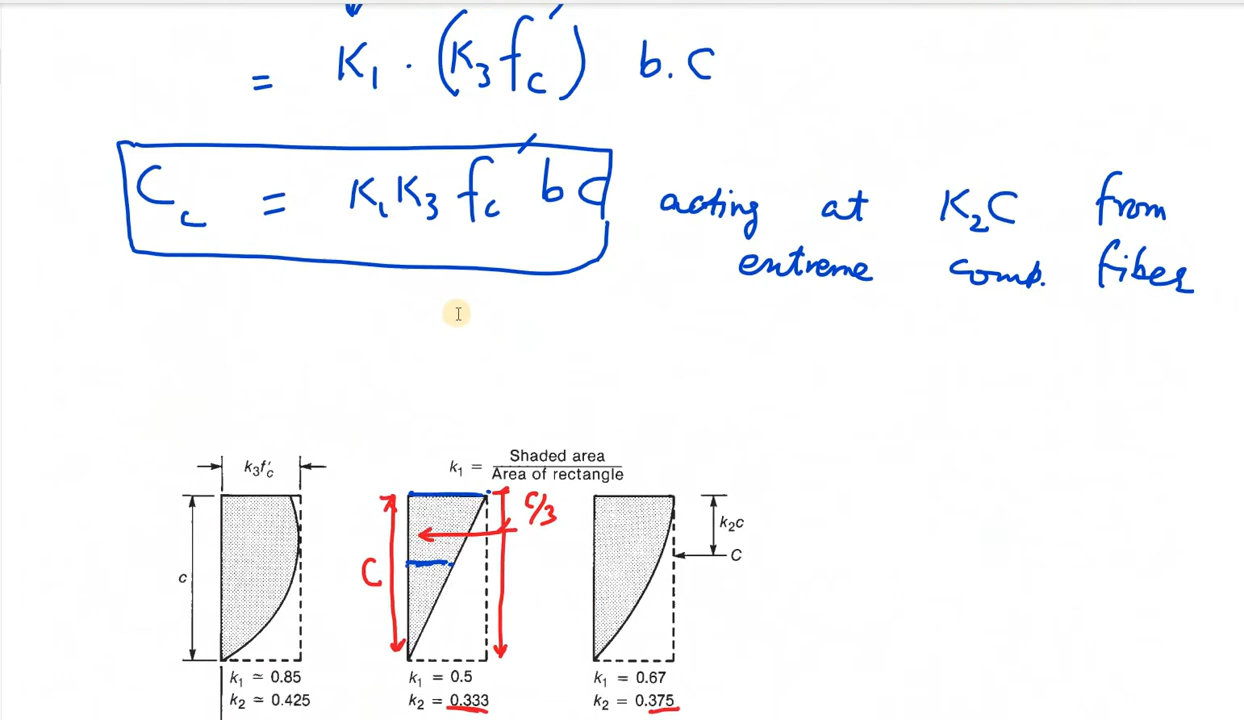 = K₁ · (K₃ fc′) b. C
Cc = K₁K₃ fc′ b C acting at K₂C from
extreme comp. fiber
k₃f′c
k₁ = Shaded area / Area of rectangle
c/3
k₂c
C
C
c
k₁ ≃ 0.85
k₂ ≃ 0.425
k₁ = 0.5
k₂ = 0.333
k₁ = 0.67
k₂ = 0.375